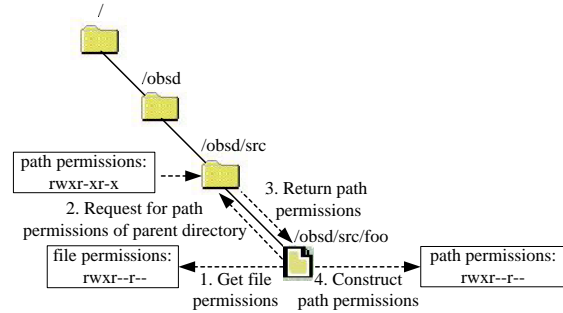 /
/obsd
/obsd/src
path permissions:
rwxr-xr-x
3. Return path
permissions
2. Request for path
permissions of parent directory
/obsd/src/foo
file permissions:
rwxr--r--
1. Get file
permissions
4. Construct
path permissions
path permissions:
rwxr--r--